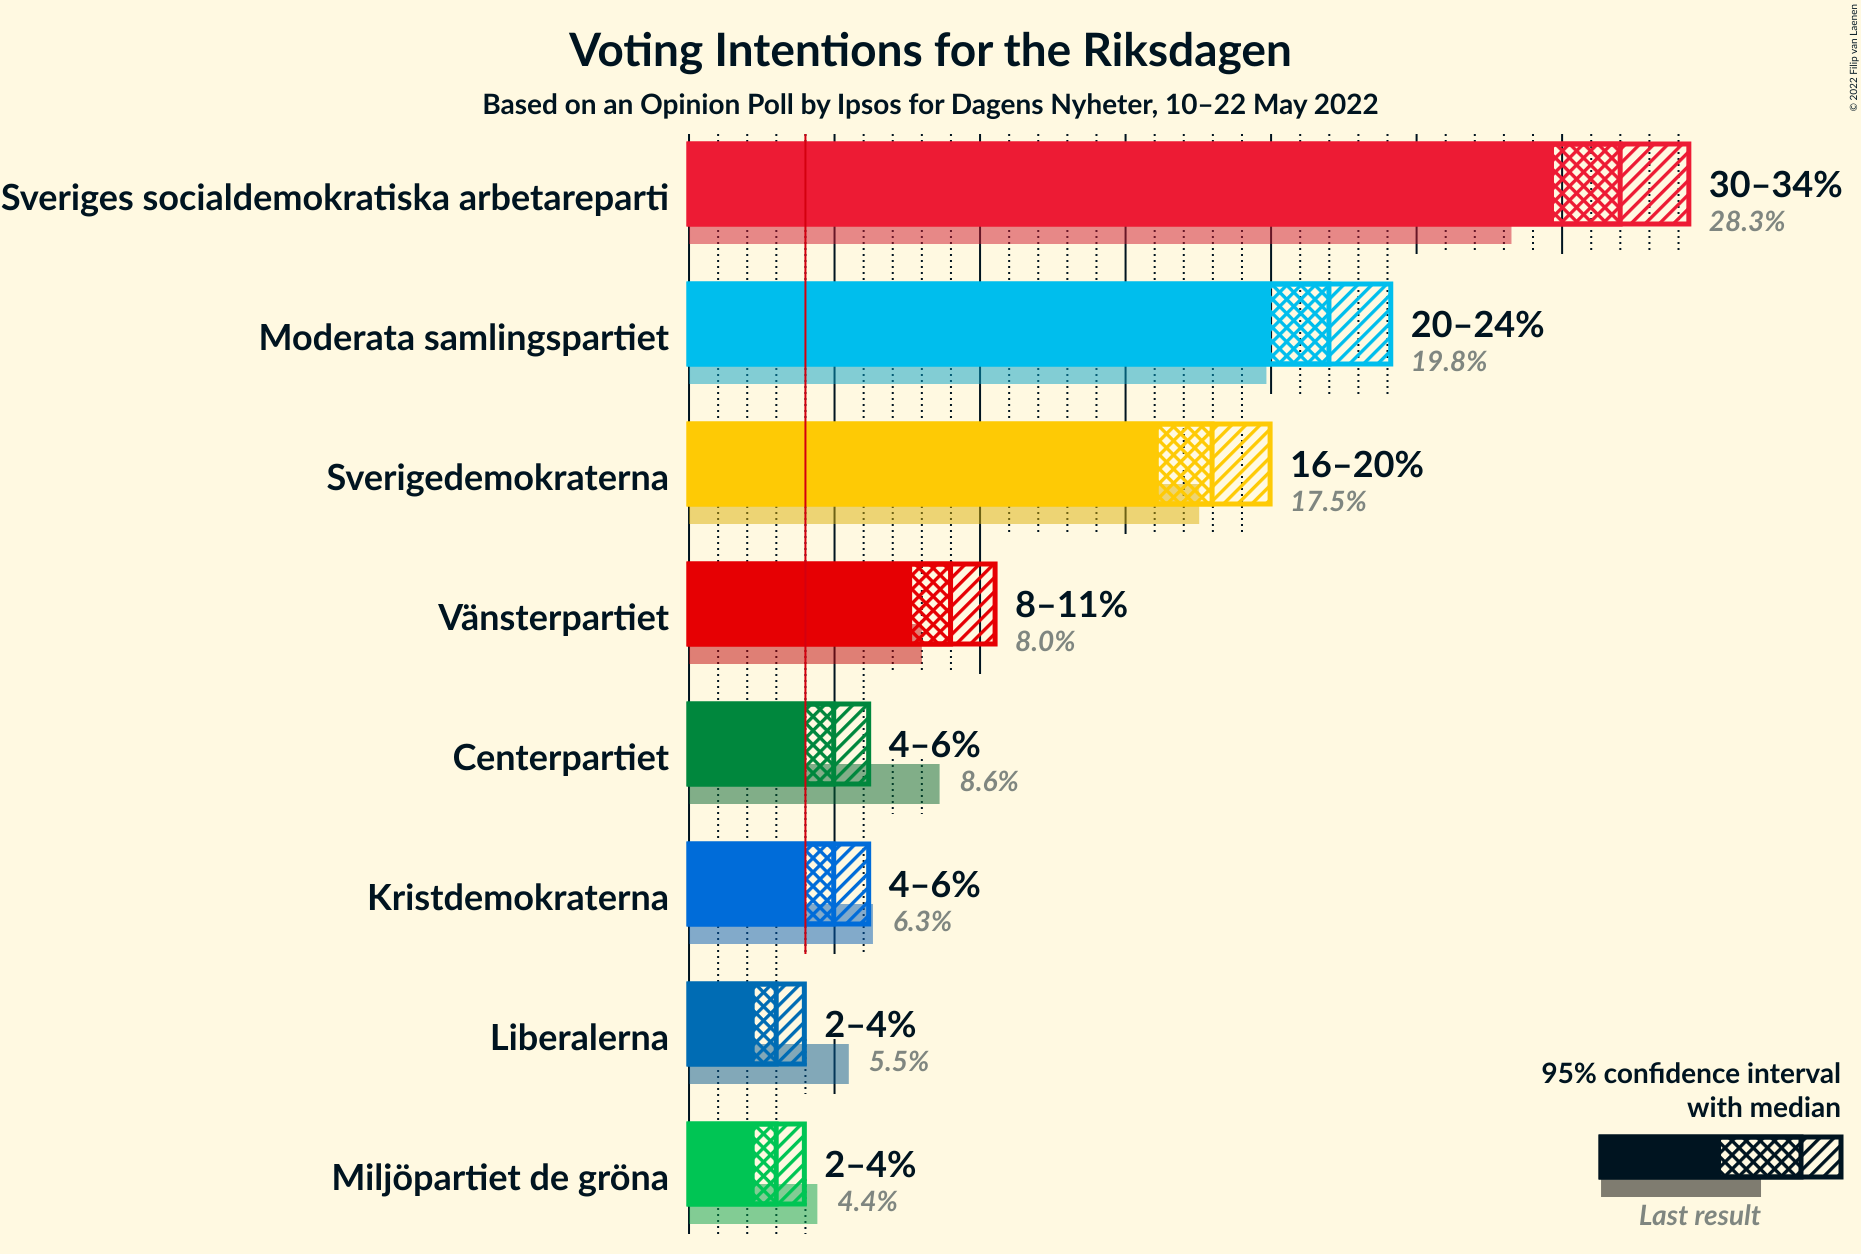 Voting Intentions for the Riksdagen
Based on an Opinion Poll by Ipsos for Dagens Nyheter, 10–22 May 2022
© 2022 Filip van Laenen
Sveriges socialdemokratiska arbetareparti
30–34%
28.3%
Moderata samlingspartiet
20–24%
19.8%
Sverigedemokraterna
16–20%
17.5%
Vänsterpartiet
8–11%
8.0%
Centerpartiet
4–6%
8.6%
Kristdemokraterna
4–6%
6.3%
Liberalerna
2–4%
5.5%
Miljöpartiet de gröna
2–4%
4.4%
95% confidence interval
with median
Last result